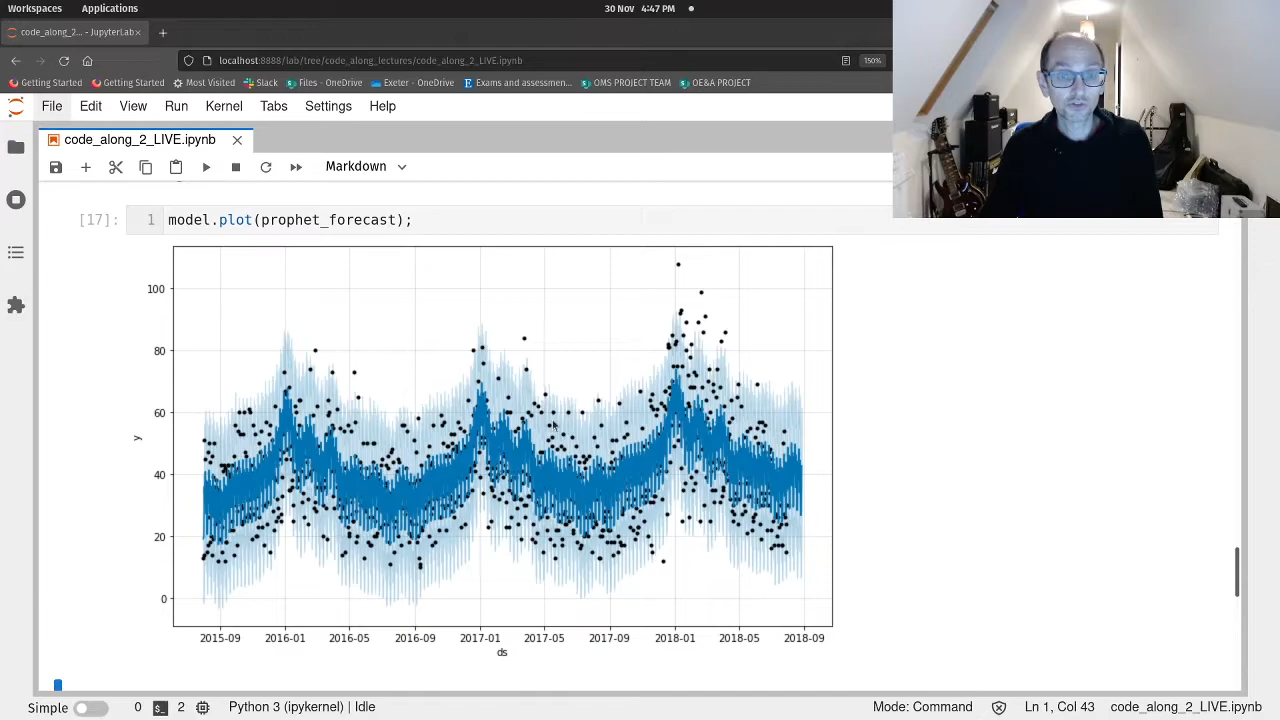 Workspaces Applications 30 Nov 4:47 PM
code_along_2... - JupyterLab
localhost:8888/lab/tree/code_along_lectures/code_along_2_LIVE.ipynb 150%
Getting Started Getting Started Most Visited Slack Files - OneDrive Exeter - OneDrive Exams and assessmen... OMS PROJECT TEAM OE&A PROJECT
File Edit View Run Kernel Tabs Settings Help
code_along_2_LIVE.ipynb
Markdown
[17]: 1 model.plot(prophet_forecast);
100
80
60
y
40
20
0
2015-09 2016-01 2016-05 2016-09 2017-01 2017-05 2017-09 2018-01 2018-05 2018-09
ds
Simple 0 2 Python 3 (ipykernel) | Idle Mode: Command Ln 1, Col 43 code_along_2_LIVE.ipynb